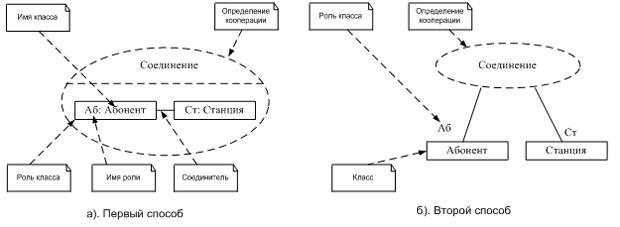 Имя класса
Определение
кооперации
Соединение
Аб: Абонент
Ст: Станция
Роль класса
Имя роли
Соединитель
а). Первый способ
Роль класса
Определение
кооперации
Соединение
Аб
Ст
Абонент
Станция
Класс
б). Второй способ